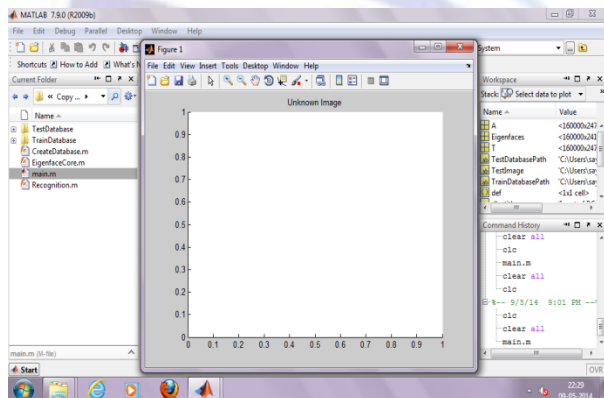 MATLAB 7.9.0 (R2009b)
File Edit Debug Parallel Desktop Window Help
Shortcuts How to Add What's N
System
Current Folder
« Copy...
Name
TestDatabase
TrainDatabase
CreateDatabase.m
EigenfaceCore.m
main.m
Recognition.m
main.m (M-file)
Figure 1
File Edit View Insert Tools Desktop Window Help
Unknown Image
1
0.9
0.8
0.7
0.6
0.5
0.4
0.3
0.2
0.1
0
0 0.1 0.2 0.3 0.4 0.5 0.6 0.7 0.8 0.9 1
Workspace
Stack: Select data to plot
Name Value
A <160000x247
Eigenfaces <160000x241
T <160000x247
TestDatabasePath 'C:\Users\sa
TestImage 'C:\Users\sa
TrainDatabasePath 'C:\Users\sa
def <1x1 cell>
Command History
clear all
clc
main.m
clear all
clc
%-- 9/5/14 9:01 PM --%
clc
clear all
main.m
Start
OVR
22:29
09-05-2014